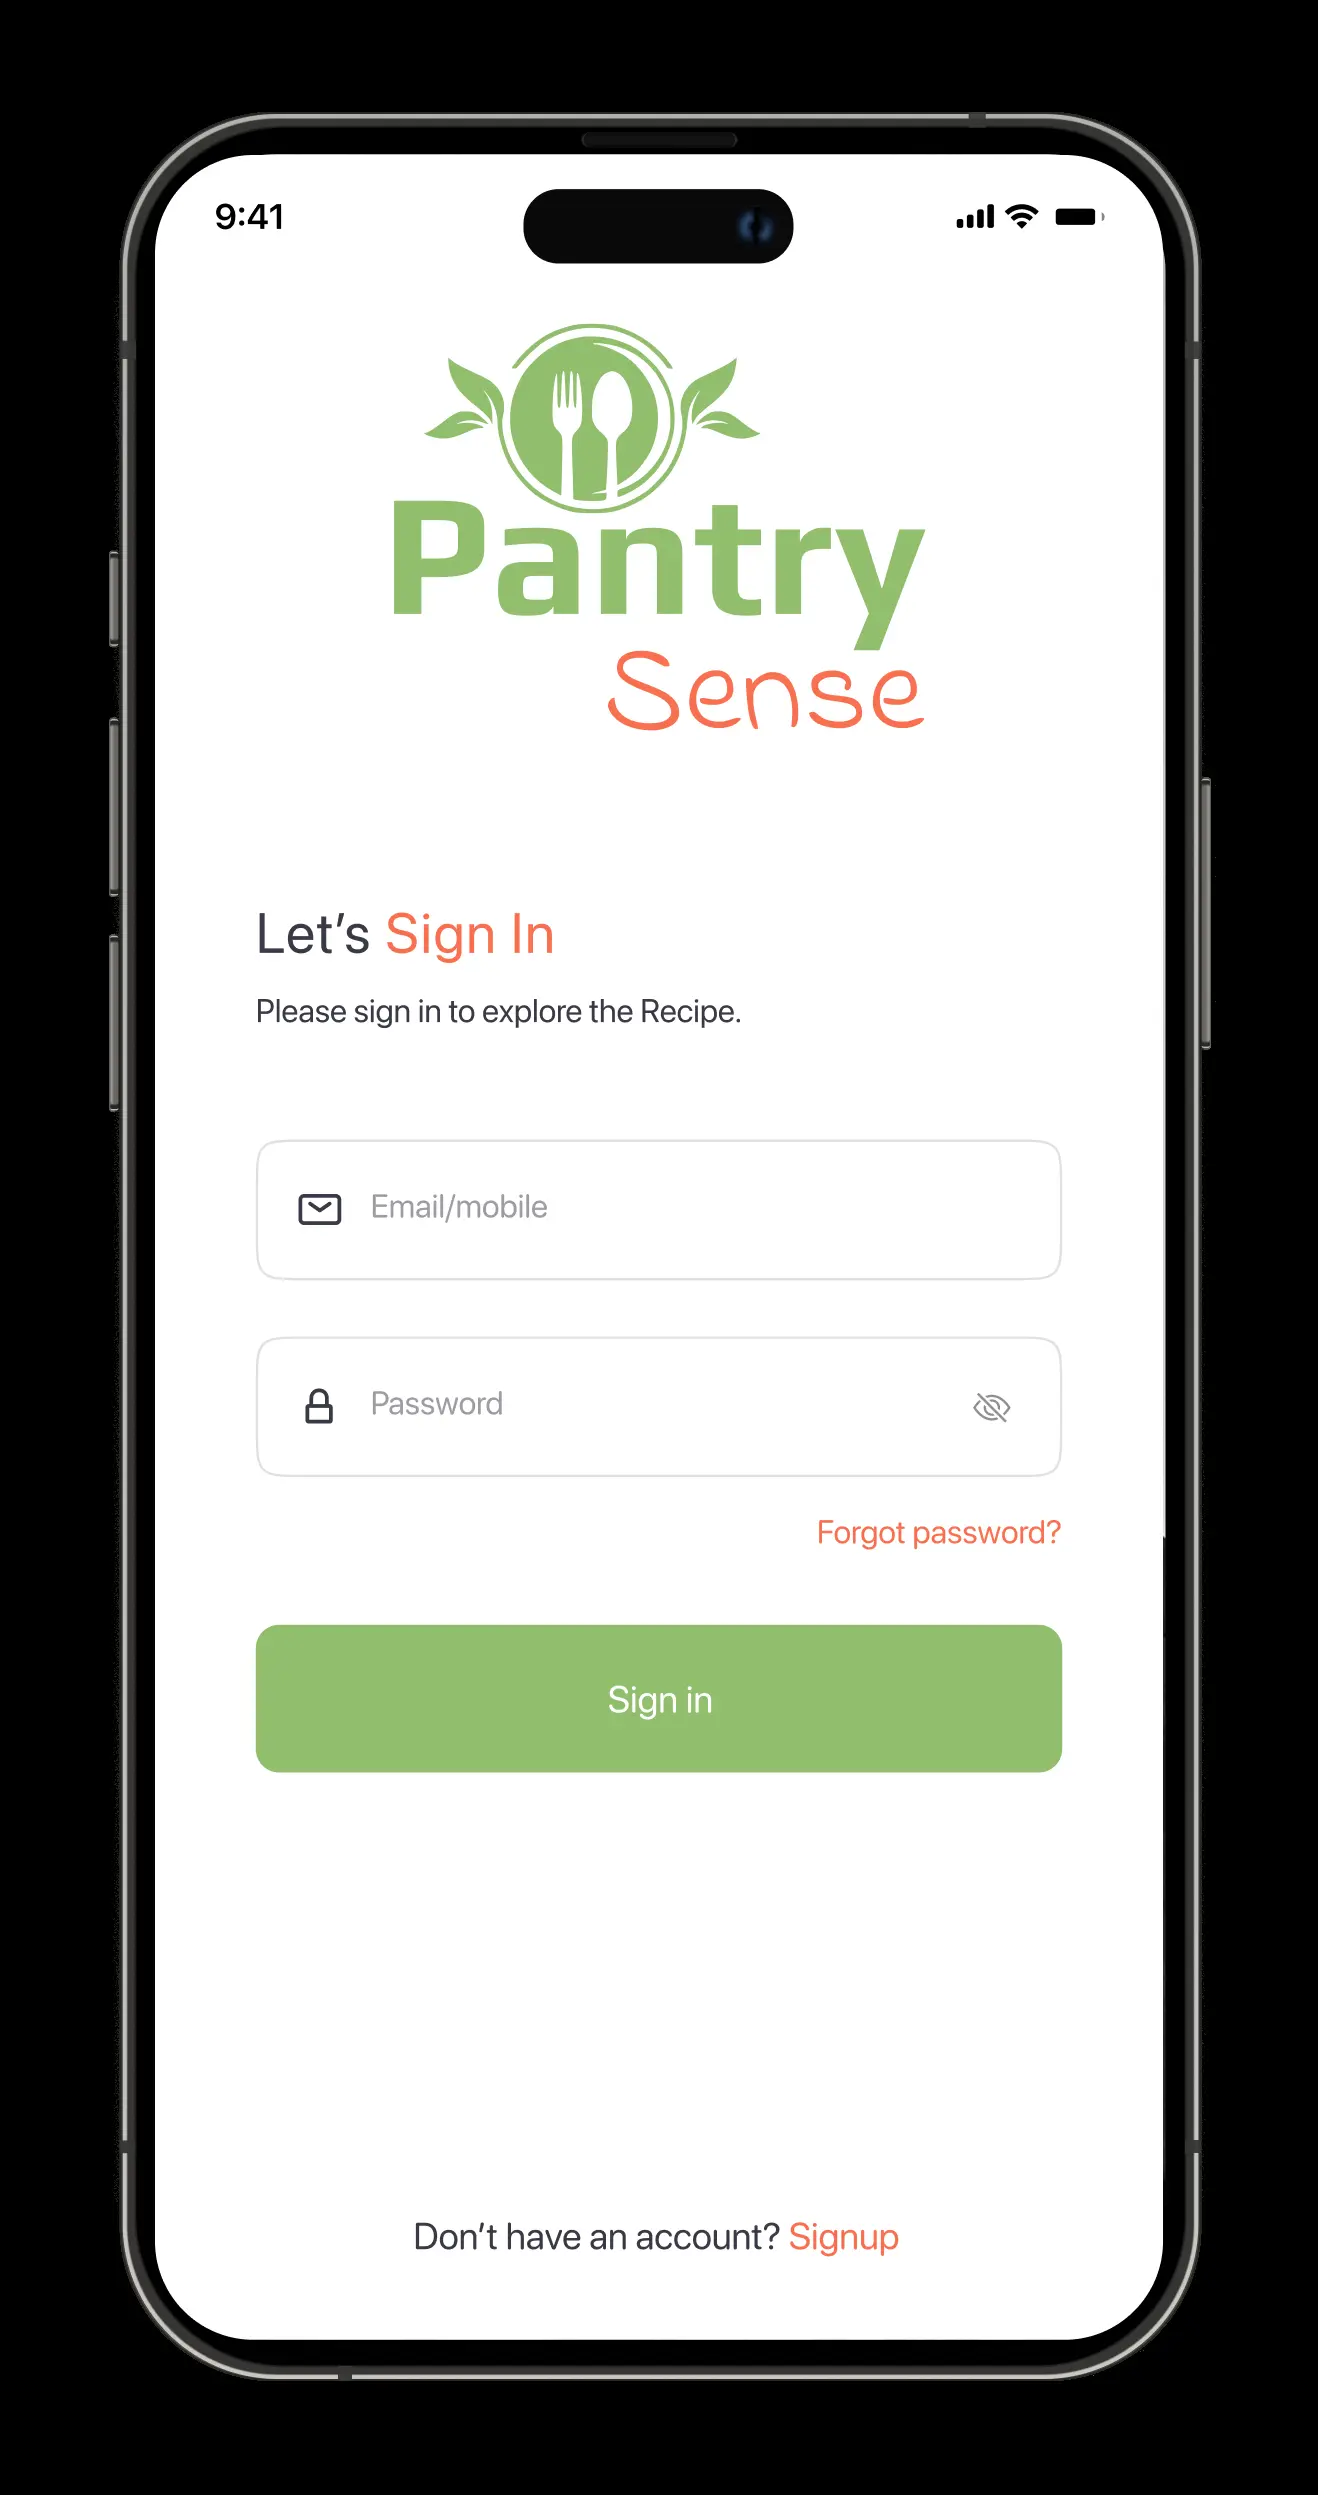 9:41
Pantry
Sense
Let's Sign In
Please sign in to explore the Recipe.
Email/mobile
Password
Forgot password?
Sign in
Don't have an account? Signup